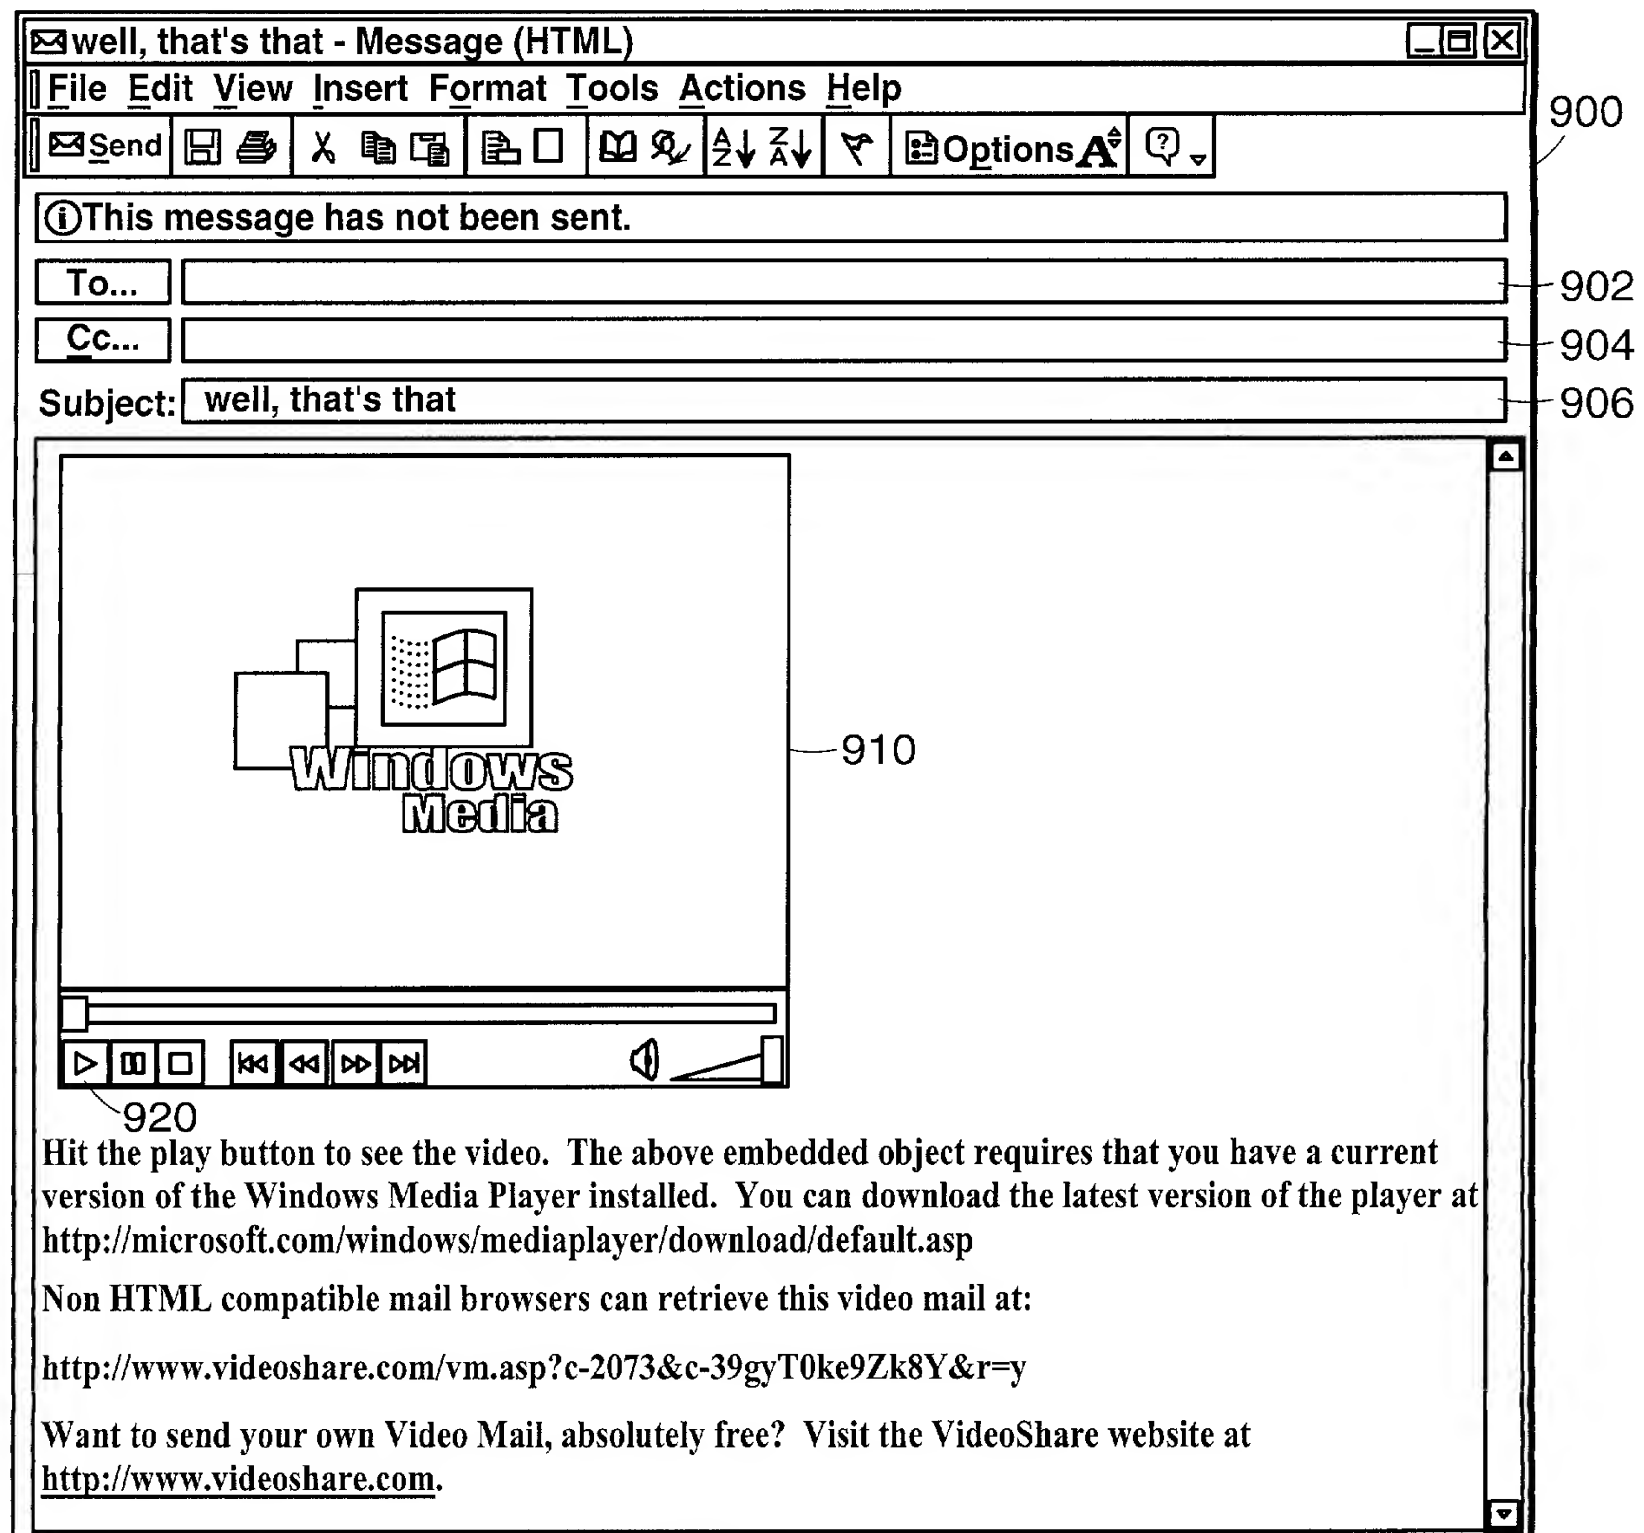 well, that's that - Message (HTML)
File Edit View Insert Format Tools Actions Help
900
Send A Z Z A Options A ?
This message has not been sent.
To... 902
Cc... 904
Subject: well, that's that 906
Windows 910
Media
920
Hit the play button to see the video. The above embedded object requires that you have a current
version of the Windows Media Player installed. You can download the latest version of the player at
http://microsoft.com/windows/mediaplayer/download/default.asp
Non HTML compatible mail browsers can retrieve this video mail at:
http://www.videoshare.com/vm.asp?c-2073&c-39gyT0ke9Zk8Y&r=y
Want to send your own Video Mail, absolutely free? Visit the VideoShare website at
http://www.videoshare.com.